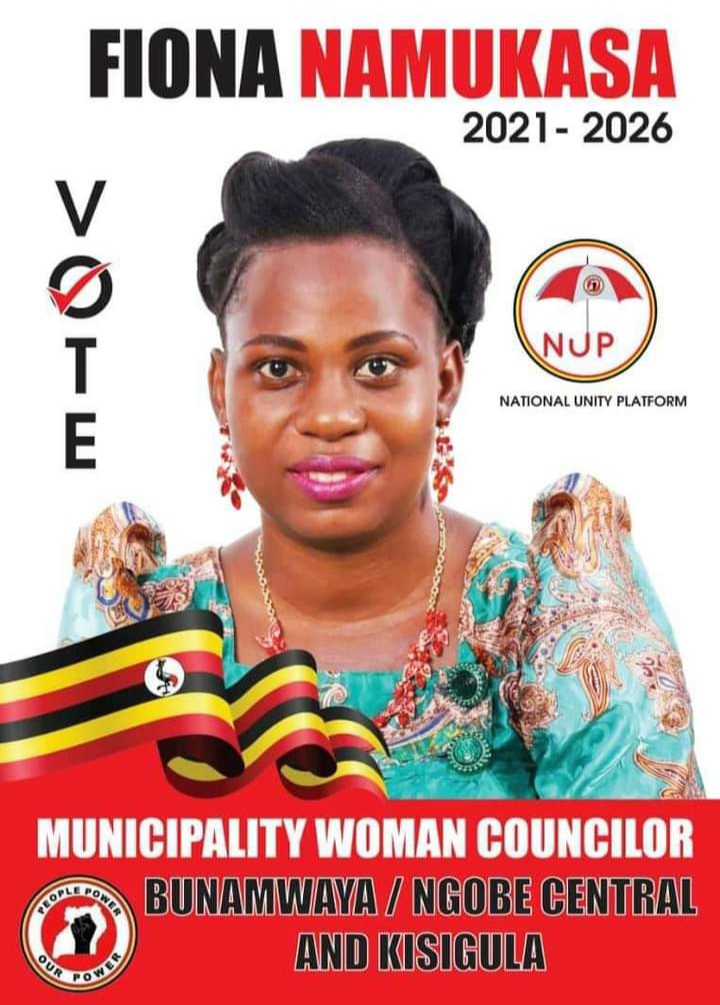 FIONA NAMUKASA
2021- 2026
VOTE
NUP
NATIONAL UNITY PLATFORM
MUNICIPALITY WOMAN COUNCILOR
BUNAMWAYA / NGOBE CENTRAL
AND KISIGULA
PEOPLE POWER
OUR POWER